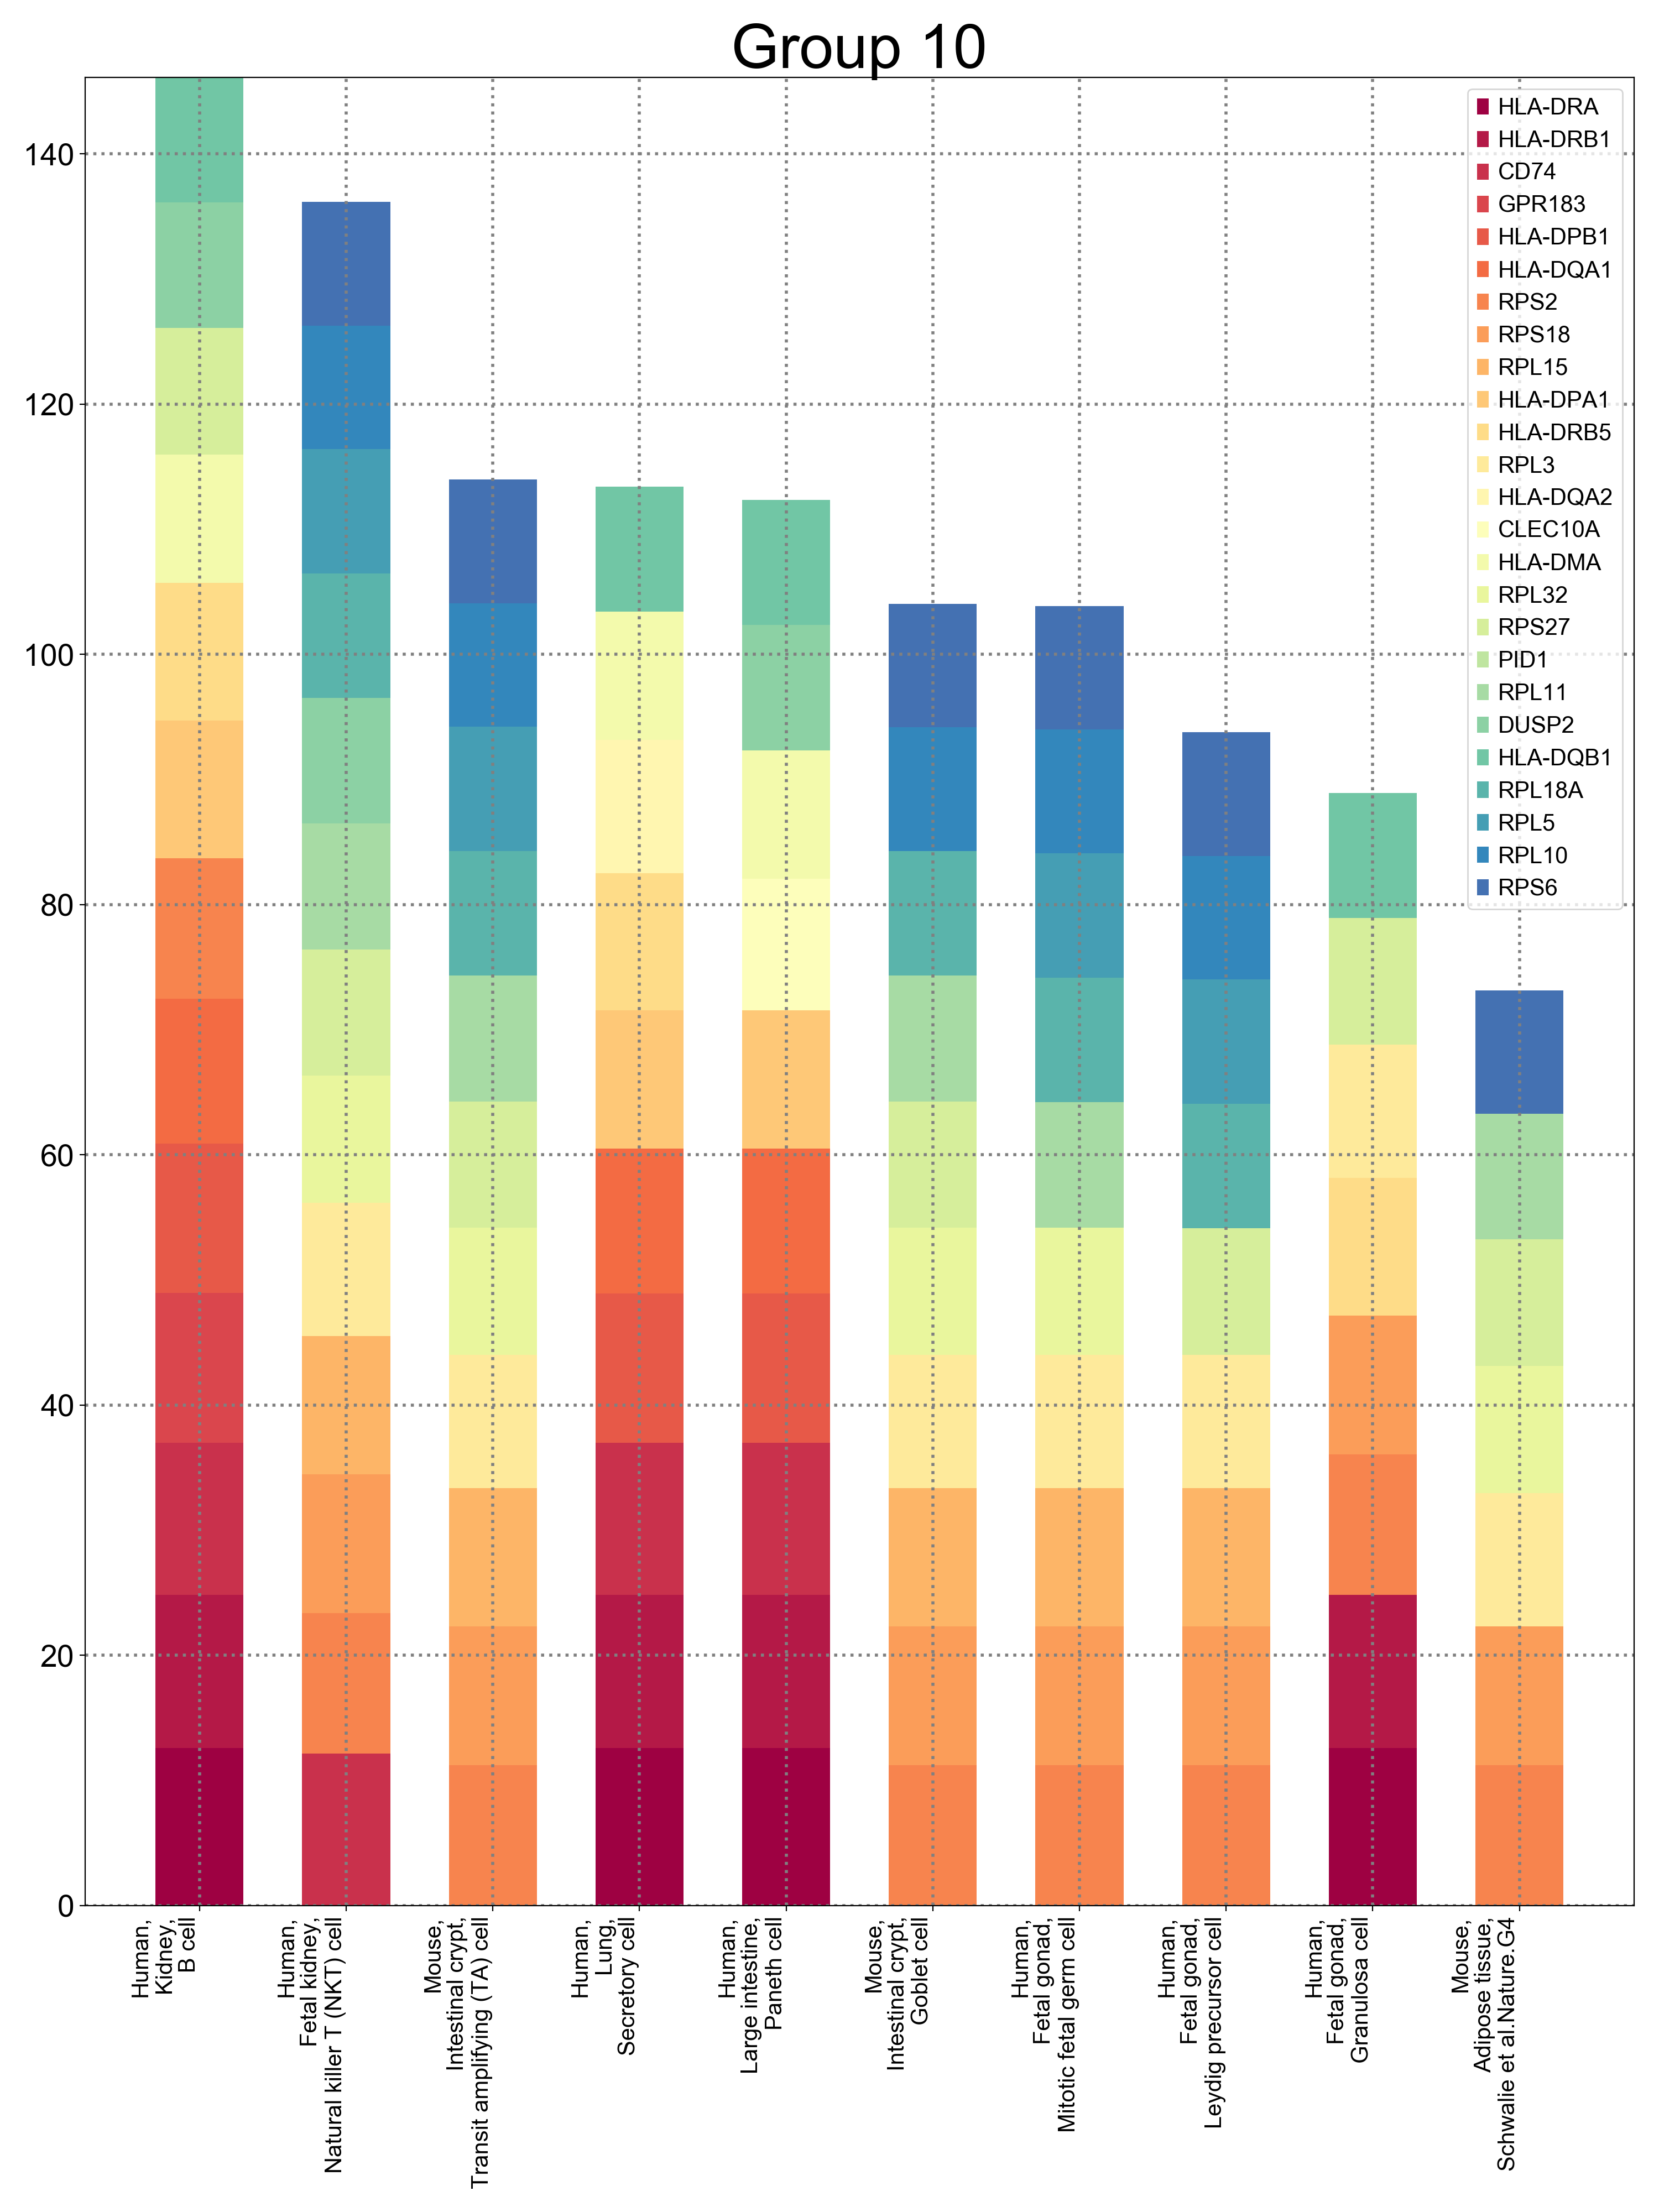 Group 10
140
120
100
80
60
40
20
0
HLA-DRA
HLA-DRB1
CD74
GPR183
HLA-DPB1
HLA-DQA1
RPS2
RPS18
RPL15
HLA-DPA1
HLA-DRB5
RPL3
HLA-DQA2
CLEC10A
HLA-DMA
RPL32
RPS27
PID1
RPL11
DUSP2
HLA-DQB1
RPL18A
RPL5
RPL10
RPS6
Human,
Kidney,
B cell
Human,
Fetal kidney,
Natural killer T (NKT) cell
Mouse,
Intestinal crypt,
Transit amplifying (TA) cell
Human,
Lung,
Secretory cell
Human,
Large intestine,
Paneth cell
Mouse,
Intestinal crypt,
Goblet cell
Human,
Fetal gonad,
Mitotic fetal germ cell
Human,
Fetal gonad,
Leydig precursor cell
Human,
Fetal gonad,
Granulosa cell
Mouse,
Adipose tissue,
Schwalie et al.Nature.G4